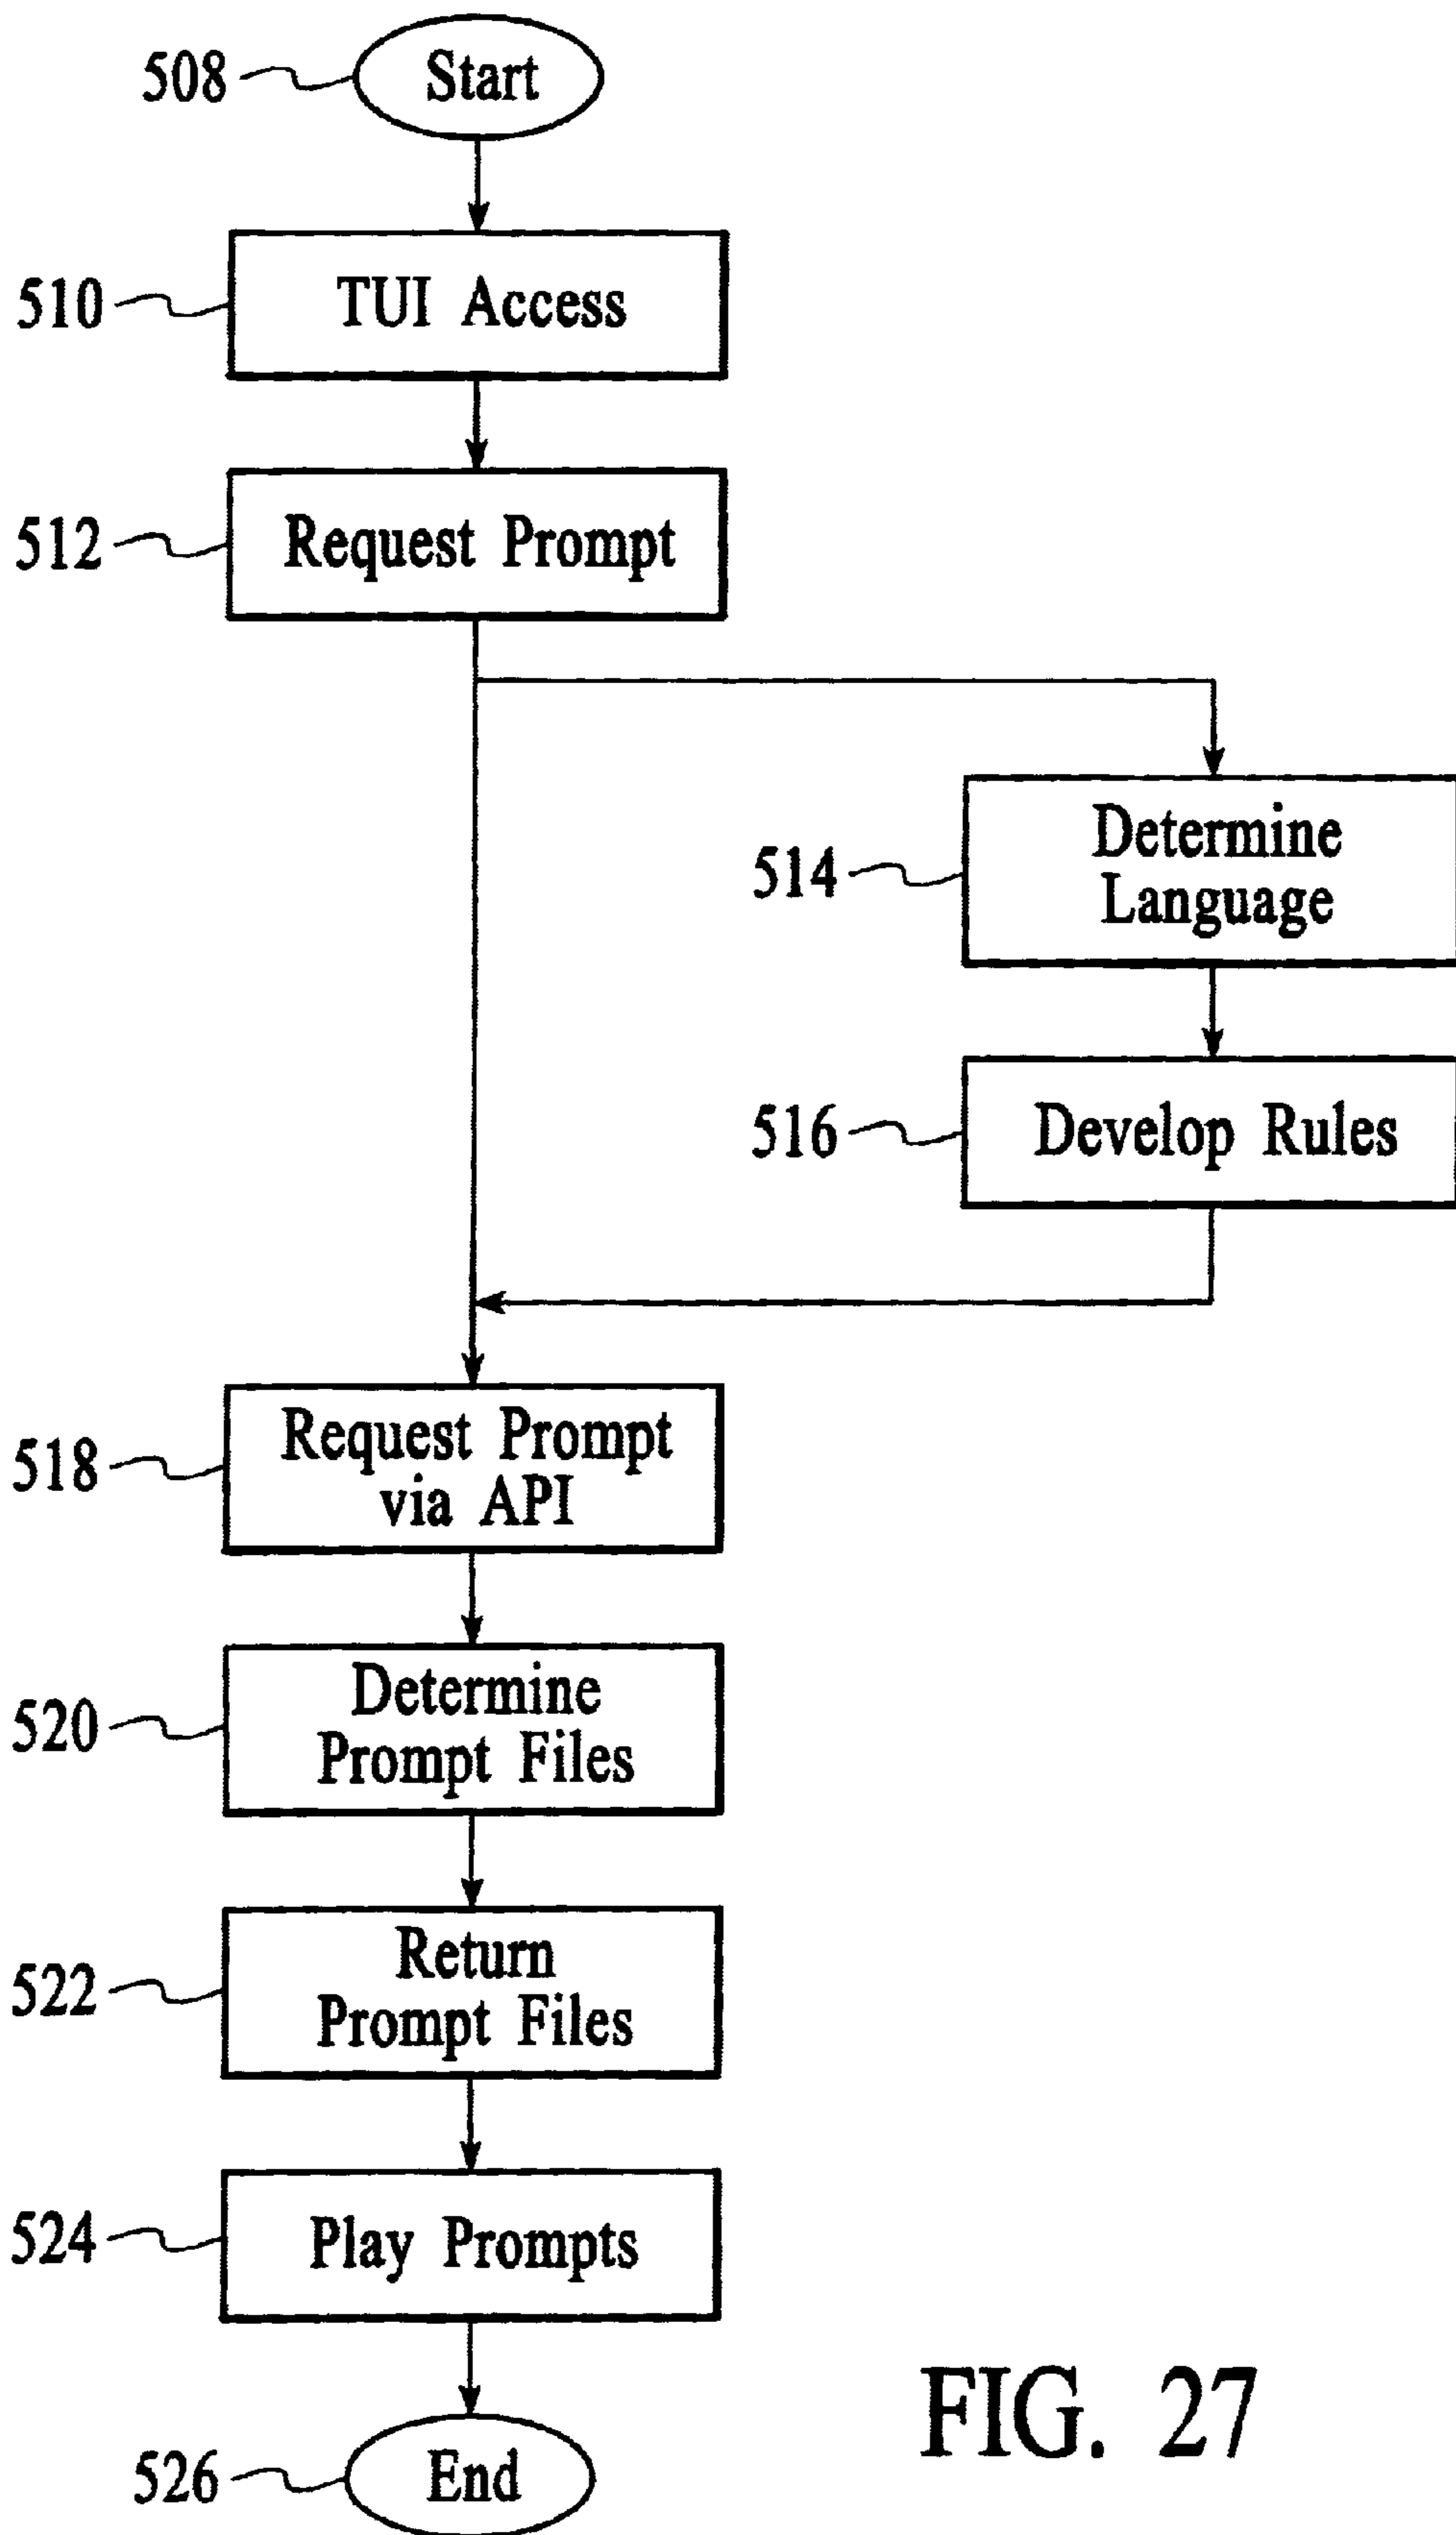 508
Start
510
TUI Access
512
Request Prompt
514
Determine
Language
516
Develop Rules
518
Request Prompt
via API
520
Determine
Prompt Files
522
Return
Prompt Files
524
Play Prompts
526
End
FIG. 27